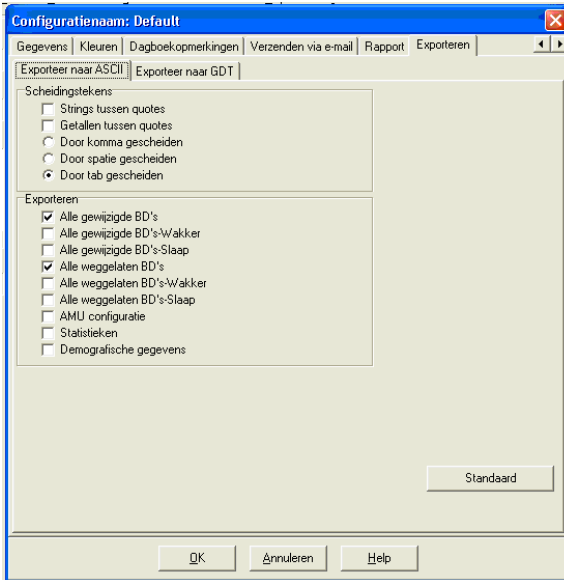 Configuratienaam: Default
Gegevens Kleuren Dagboekopmerkingen Verzenden via e-mail Rapport Exporteren
Exporteer naar ASCII Exporteer naar GDT
Scheidingstekens
Strings tussen quotes
Getallen tussen quotes
Door komma gescheiden
Door spatie gescheiden
Door tab gescheiden
Exporteren
Alle gewijzigde BD's
Alle gewijzigde BD's-Wakker
Alle gewijzigde BD's-Slaap
Alle weggelaten BD's
Alle weggelaten BD's-Wakker
Alle weggelaten BD's-Slaap
AMU configuratie
Statistieken
Demografische gegevens
Standaard
OK Annuleren Help